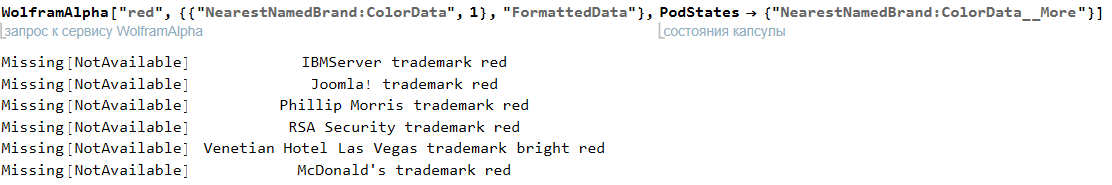 WolframAlpha["red", {{"NearestNamedBrand:ColorData", 1}, "FormattedData"}, PodStates → {"NearestNamedBrand:ColorData__More"}]
запрос к сервису WolframAlpha состояния капсулы
Missing[NotAvailable] IBMServer trademark red
Missing[NotAvailable] Joomla! trademark red
Missing[NotAvailable] Phillip Morris trademark red
Missing[NotAvailable] RSA Security trademark red
Missing[NotAvailable] Venetian Hotel Las Vegas trademark bright red
Missing[NotAvailable] McDonald's trademark red